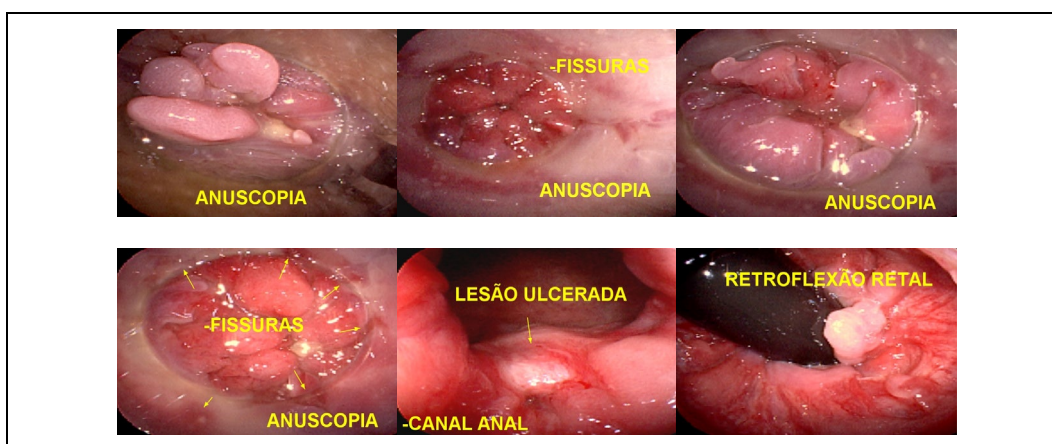 -FISSURAS
ANUSCOPIA
ANUSCOPIA
ANUSCOPIA
-FISSURAS
ANUSCOPIA
LESÃO ULCERADA
-CANAL ANAL
RETROFLEXÃO RETAL